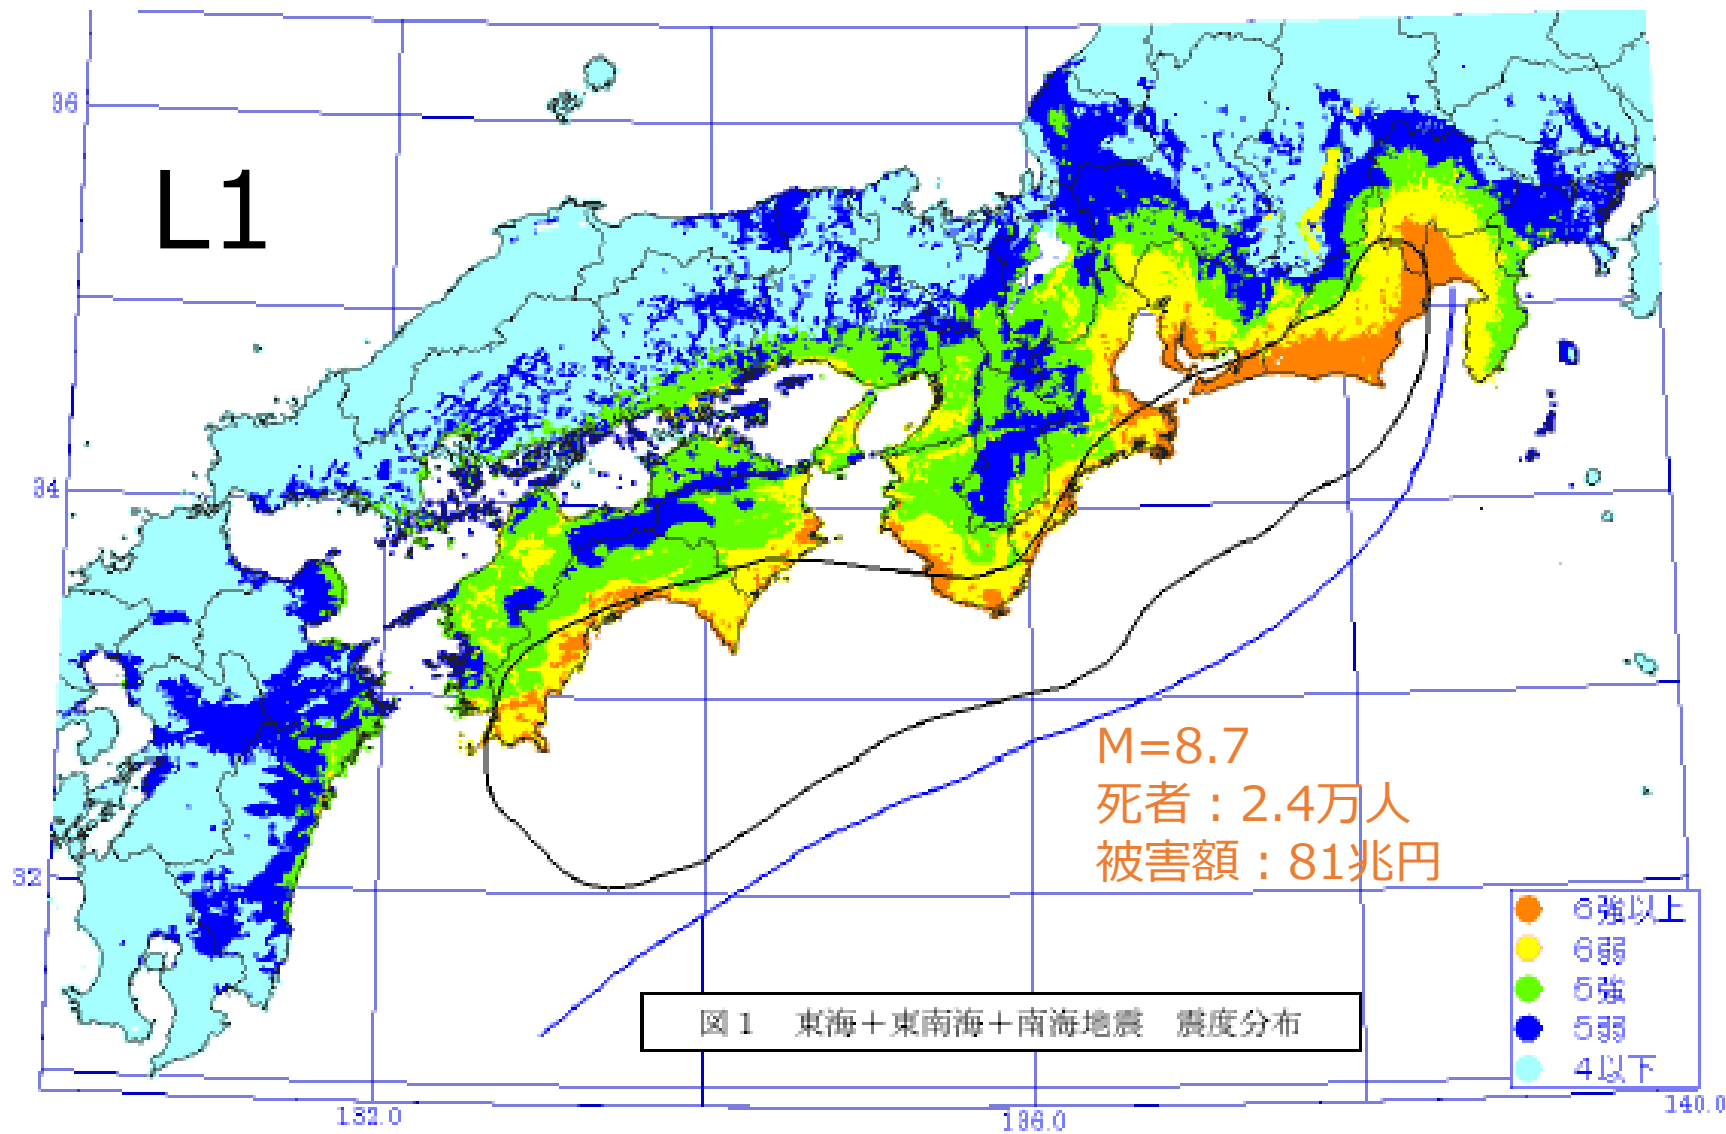 36
L1
34
M=8.7
死者：2.4万人
被害額：81兆円
32
6強以上
6弱
5強
5弱
4以下
図1　東海＋東南海＋南海地震　震度分布
132.0
136.0
140.0